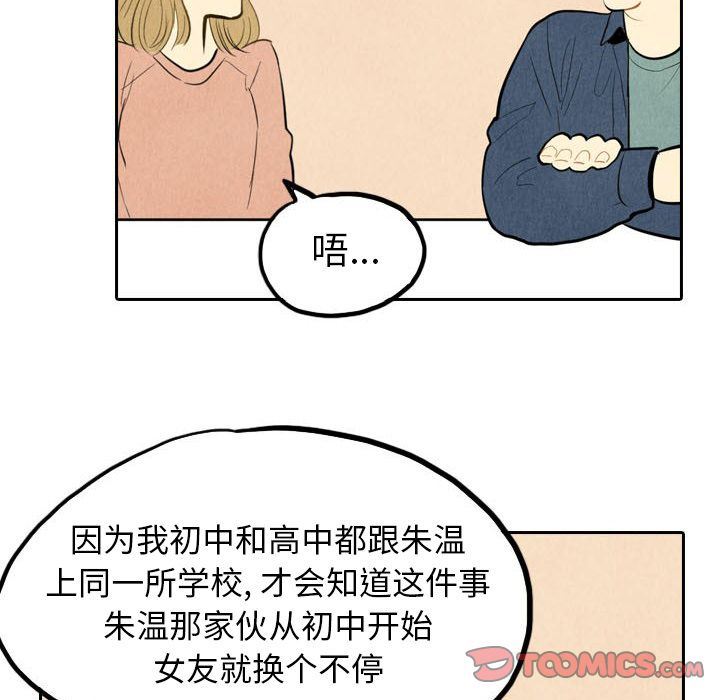 唔...
因为我初中和高中都跟朱温
上同一所学校, 才会知道这件事
朱温那家伙从初中开始
女友就换个不停
TOOMICS.COM